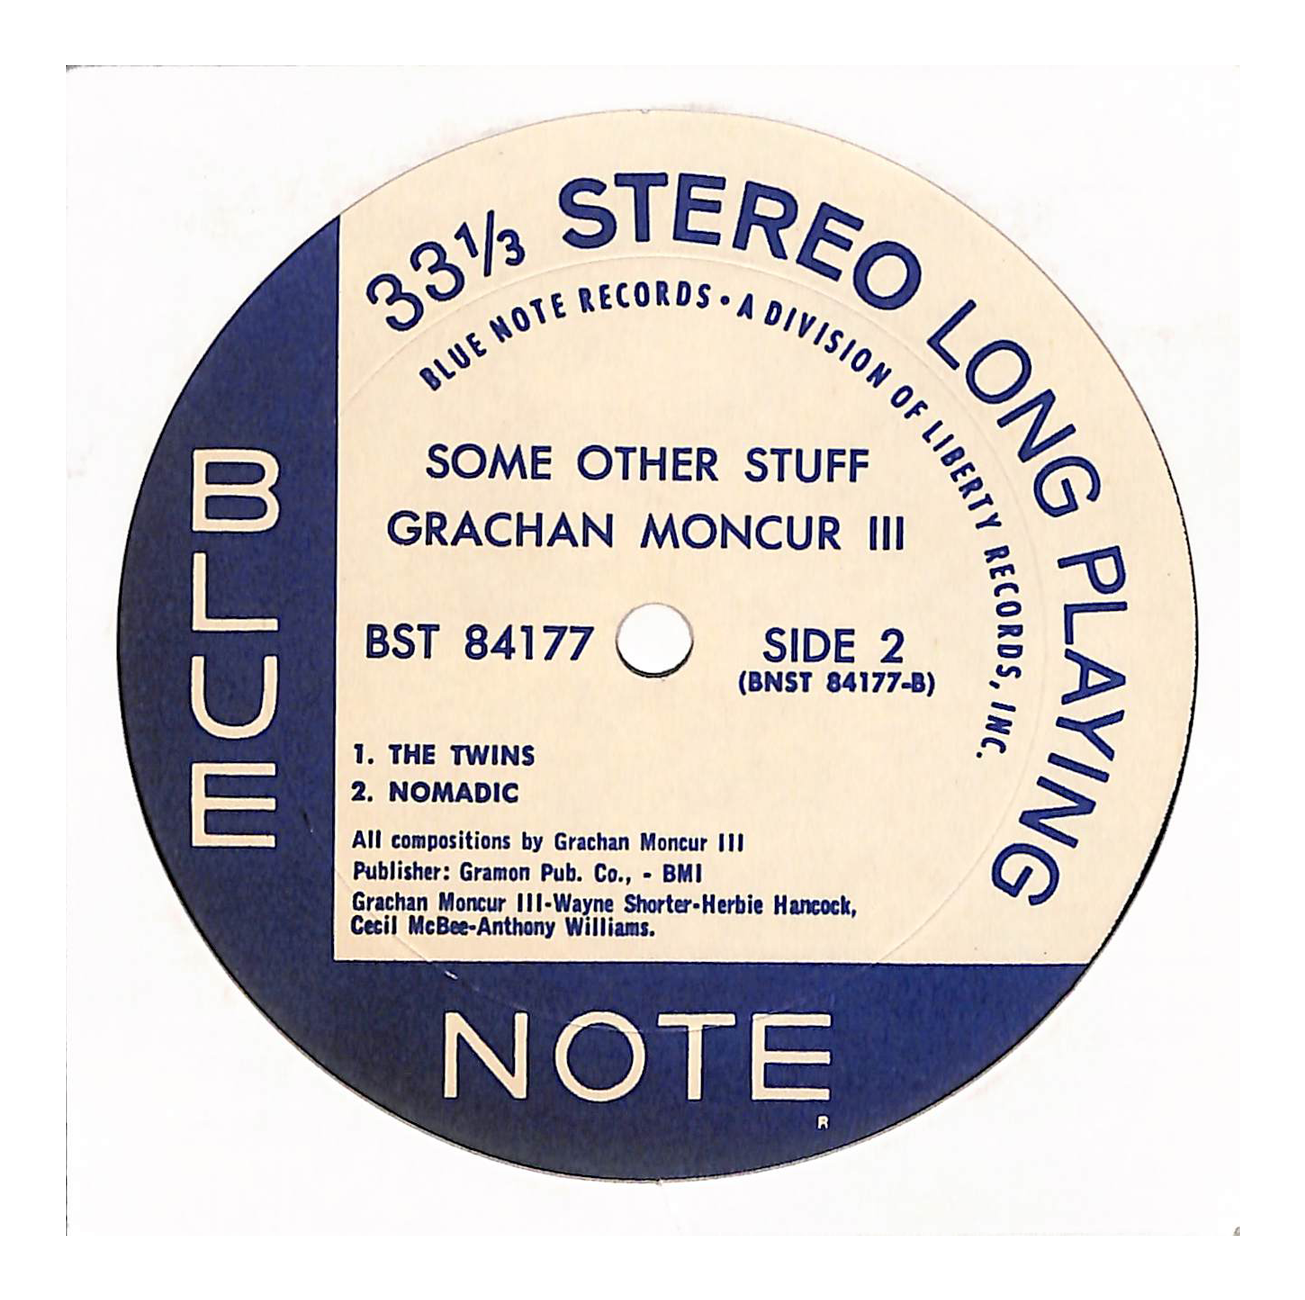 33 1/3 STEREO LONG PLAYING
BLUE NOTE RECORDS • A DIVISION OF LIBERTY RECORDS, INC.
SOME OTHER STUFF
GRACHAN MONCUR III
BST 84177
SIDE 2
(BNST 84177-B)
1. THE TWINS
2. NOMADIC
All compositions by Grachan Moncur III
Publisher: Gramon Pub. Co., - BMI
Grachan Moncur III-Wayne Shorter-Herbie Hancock,
Cecil McBee-Anthony Williams.
BLUE
NOTE
R